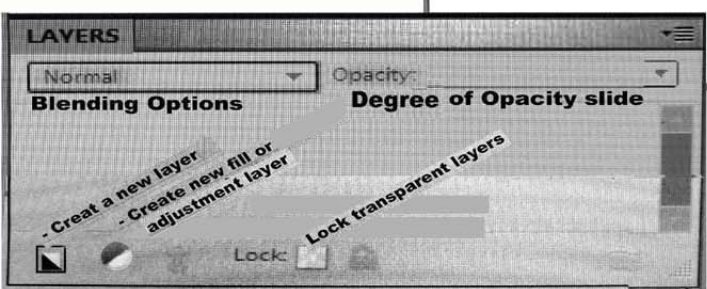 LAYERS
Normal
Opacity:
Blending Options
Degree of Opacity slide
- Creat a new layer
- Create new fill or
adjustment layer
Lock transparent layers
Lock: